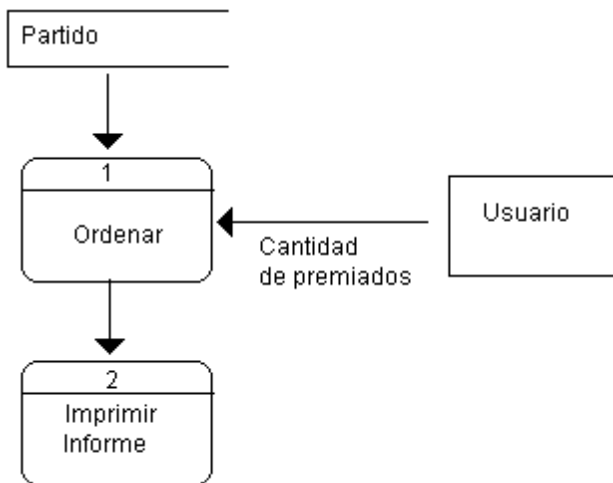 Partido
1
Ordenar
Usuario
Cantidad
de premiados
2
Imprimir
Informe